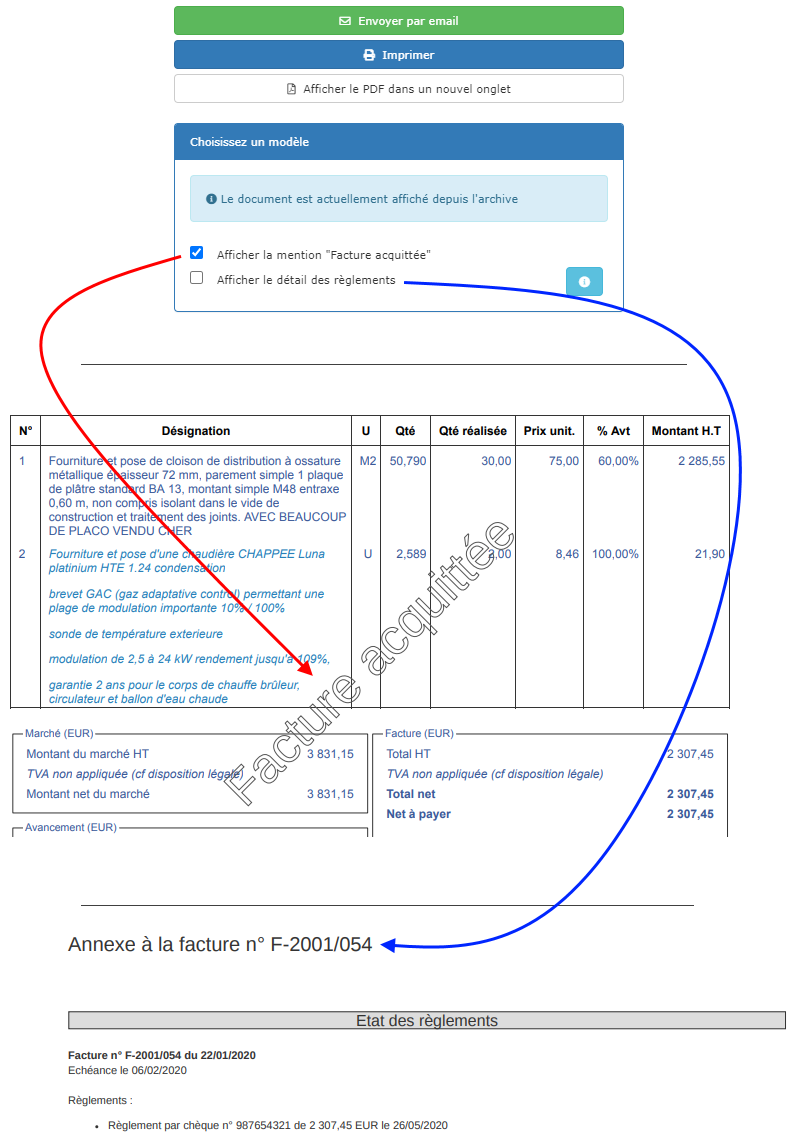 Envoyer par email
Imprimer
Afficher le PDF dans un nouvel onglet
Choisissez un modèle
Le document est actuellement affiché depuis l'archive
Afficher la mention "Facture acquittée"
Afficher le détail des règlements
N° Désignation U Qté Qté réalisée Prix unit. % Avt Montant H.T
1 Fourniture et pose de cloison de distribution à ossature M2 50,790 30,00 75,00 60,00% 2 285,55
métallique épaisseur 72 mm, parement simple 1 plaque
de plâtre standard BA 13, montant simple M48 entraxe
0,60 m, non compris isolant dans le vide de
construction et traitement des joints. AVEC BEAUCOUP
DE PLACO VENDU CHER
2 Fourniture et pose d'une chaudière CHAPPEE Luna U 2,589 2,00 8,46 100,00% 21,90
platinium HTE 1.24 condensation
brevet GAC (gaz adaptative control) permettant une
plage de modulation importante 10% / 100%
sonde de température exterieure
modulation de 2,5 à 24 kW rendement jusqu'à 109%,
garantie 2 ans pour le corps de chauffe brûleur,
circulateur et ballon d'eau chaude
Facture acquittée
Marché (EUR)
Montant du marché HT 3 831,15
TVA non appliquée (cf disposition légale)
Montant net du marché 3 831,15
Avancement (EUR)
Facture (EUR)
Total HT 2 307,45
TVA non appliquée (cf disposition légale)
Total net 2 307,45
Net à payer 2 307,45
Annexe à la facture n° F-2001/054
Etat des règlements
Facture n° F-2001/054 du 22/01/2020
Echéance le 06/02/2020
Règlements :
• Règlement par chèque n° 987654321 de 2 307,45 EUR le 26/05/2020